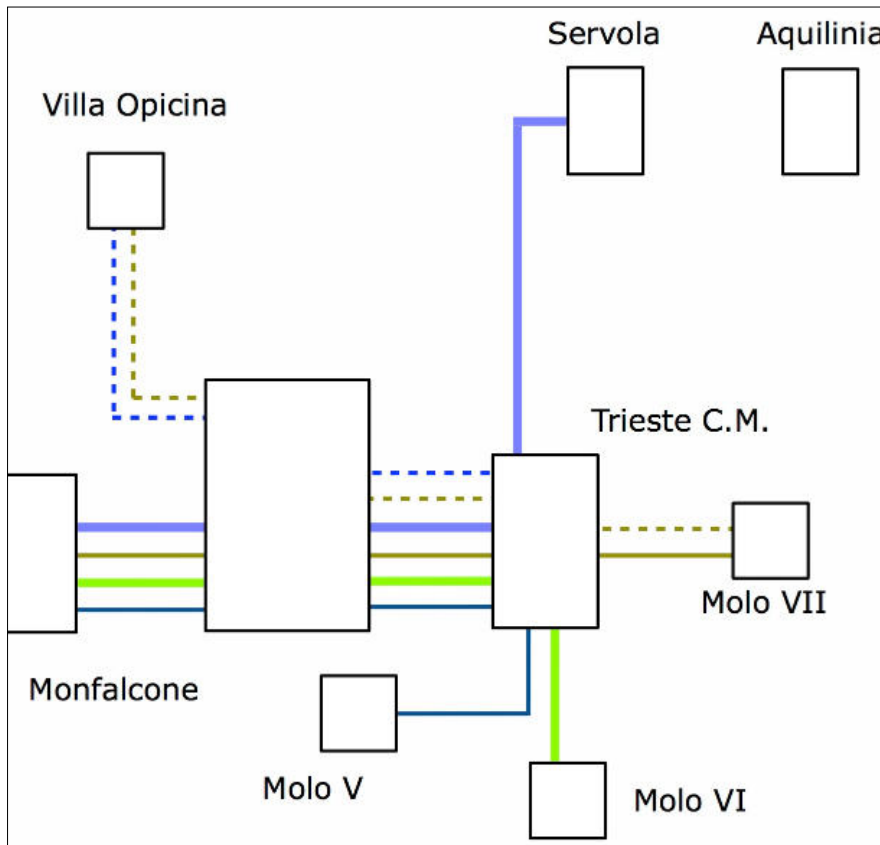 Servola
Aquilinia
Villa Opicina
Trieste C.M.
Molo VII
Monfalcone
Molo V
Molo VI